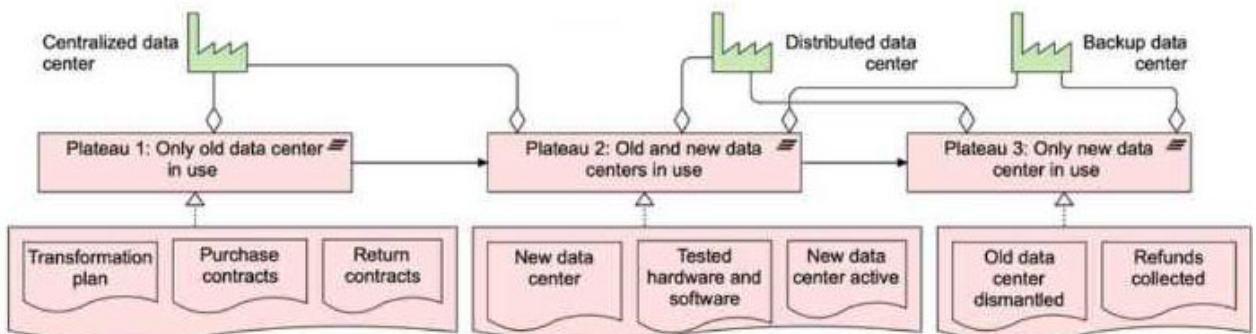 Centralized data
center
Distributed data
center
Backup data
center
Plateau 1: Only old data center
in use
Plateau 2: Old and new data
centers in use
Plateau 3: Only new data
center in use
Transformation
plan
Purchase
contracts
Return
contracts
New data
center
Tested
hardware and
software
New data
center active
Old data
center
dismantled
Refunds
collected